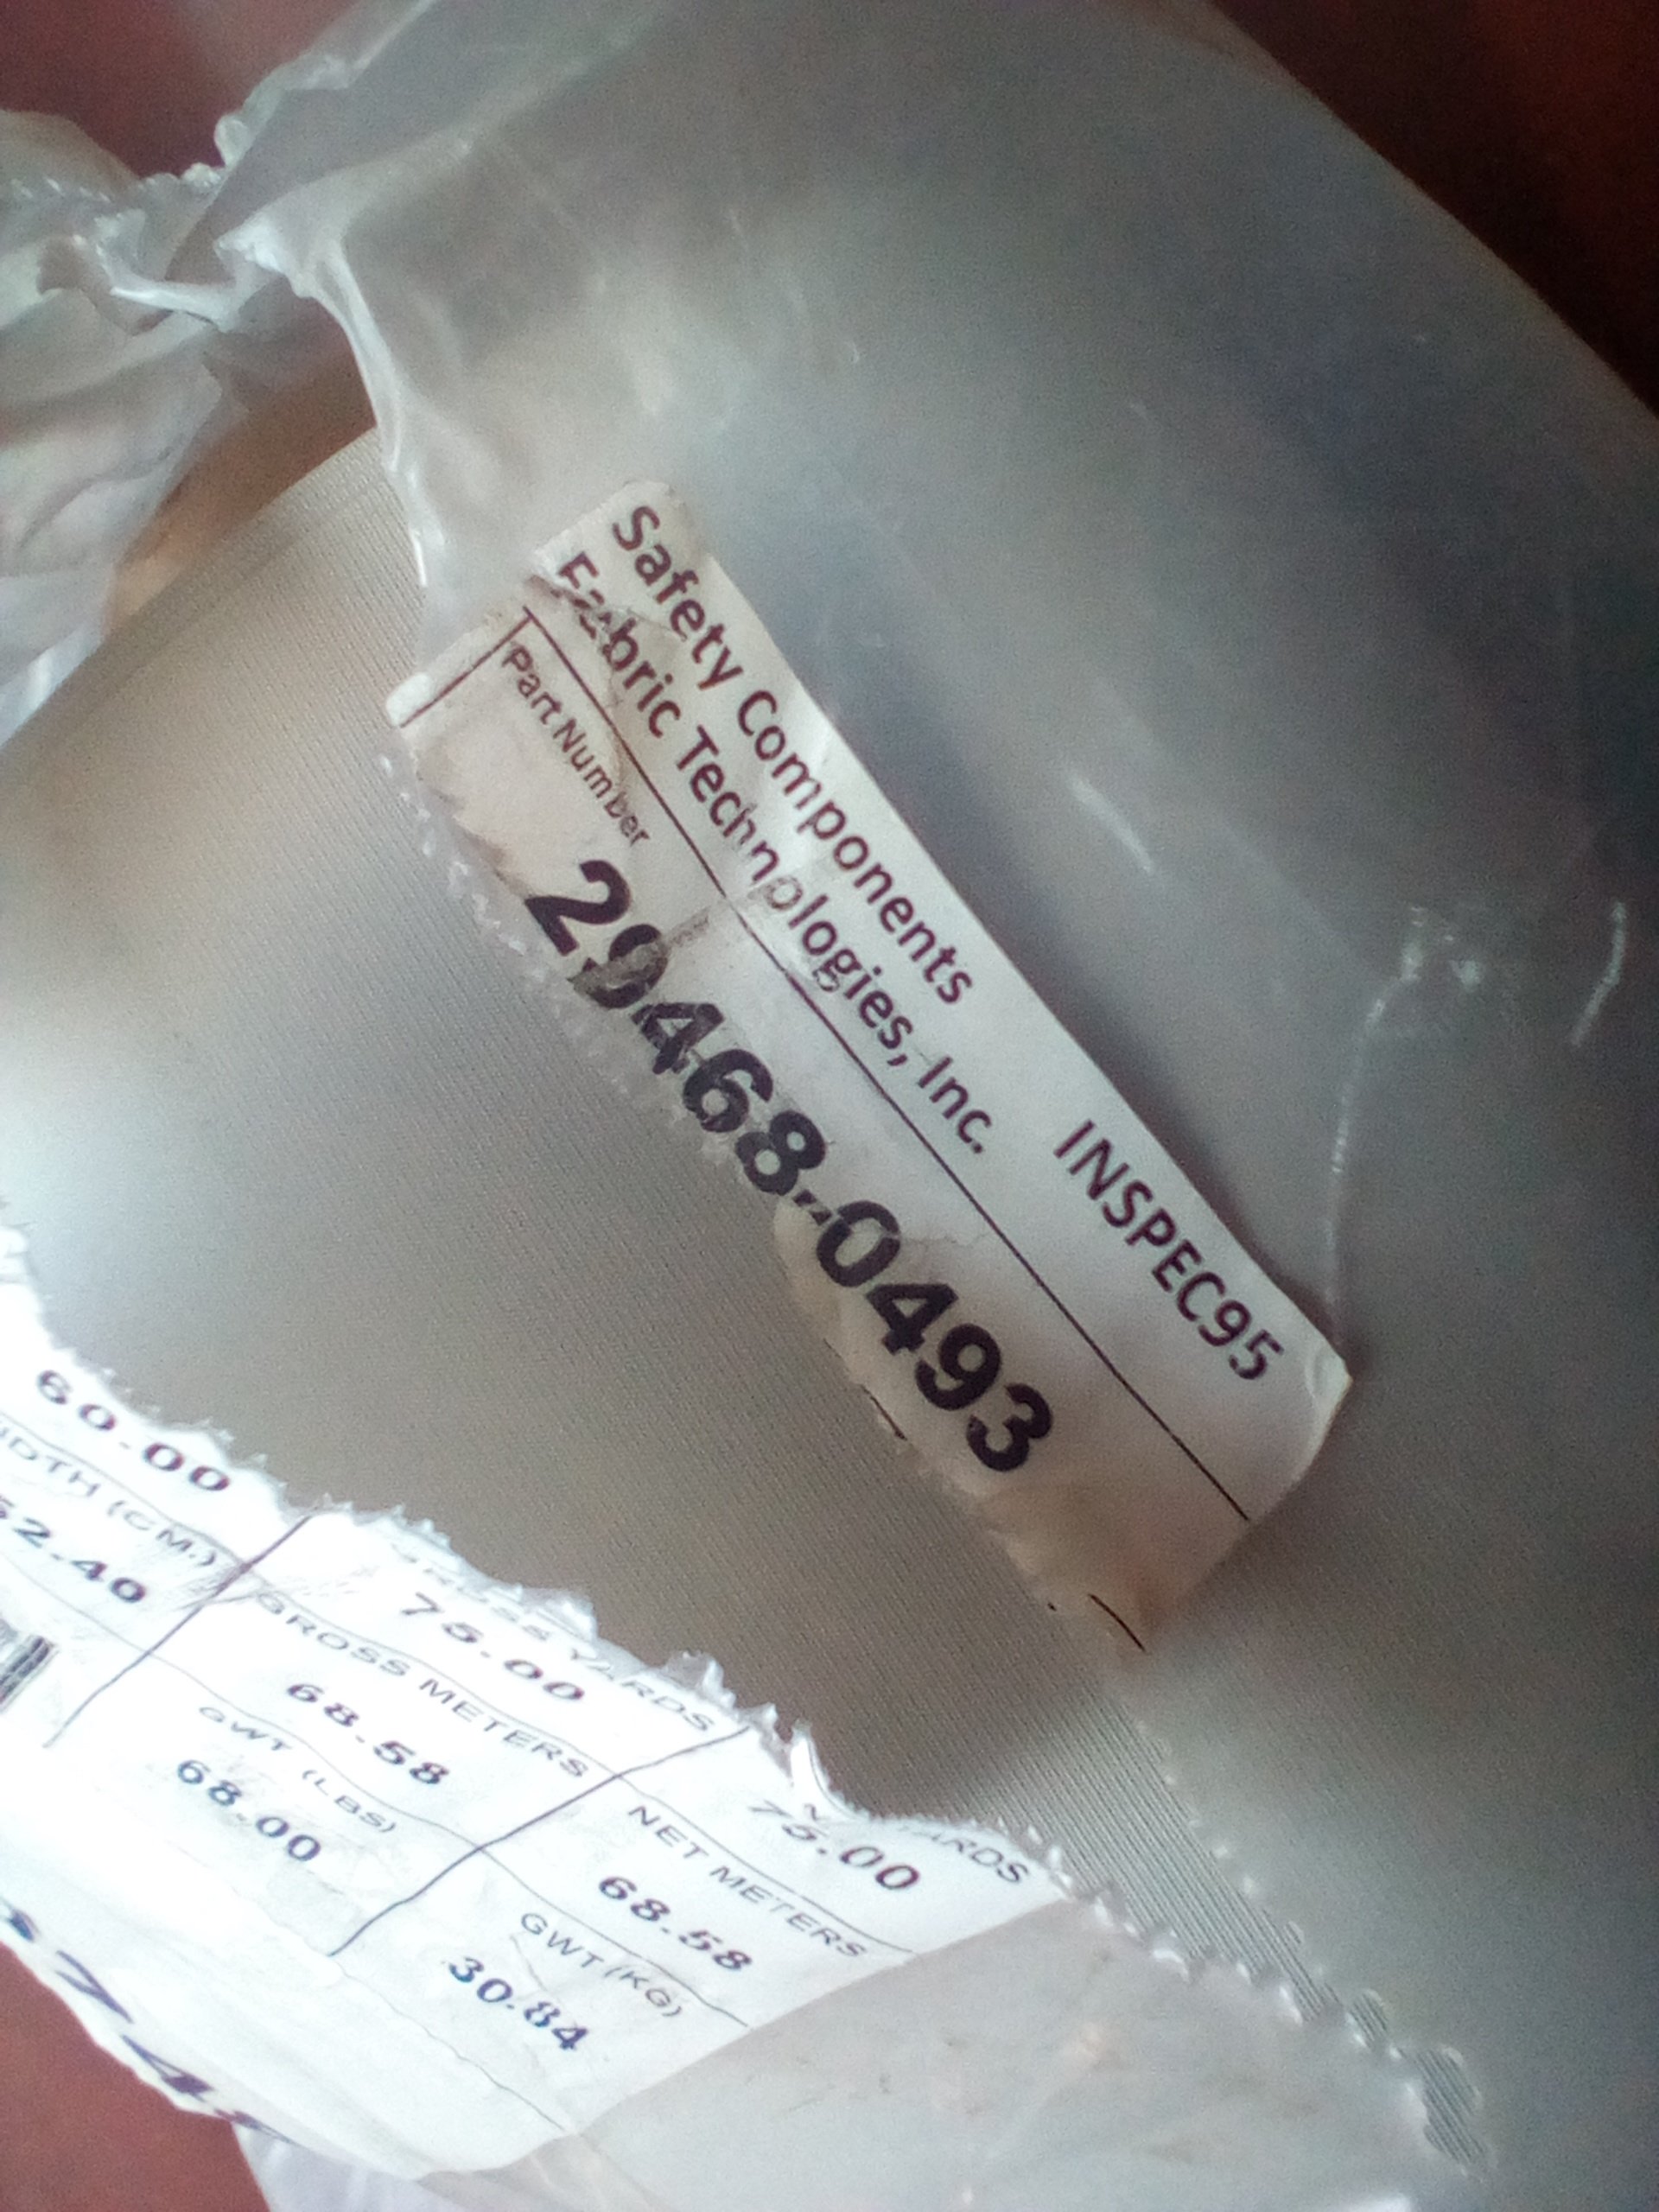 Safety Components
Fabric Technologies, Inc.
INSPEC95
Part Number
29468-0493
60.00
(CM.)
GROSS YARDS
75.00
GROSS METERS
68.58
GWT (LBS)
68.00
YARDS
75.00
NET METERS
68.58
GWT (KG)
30.84